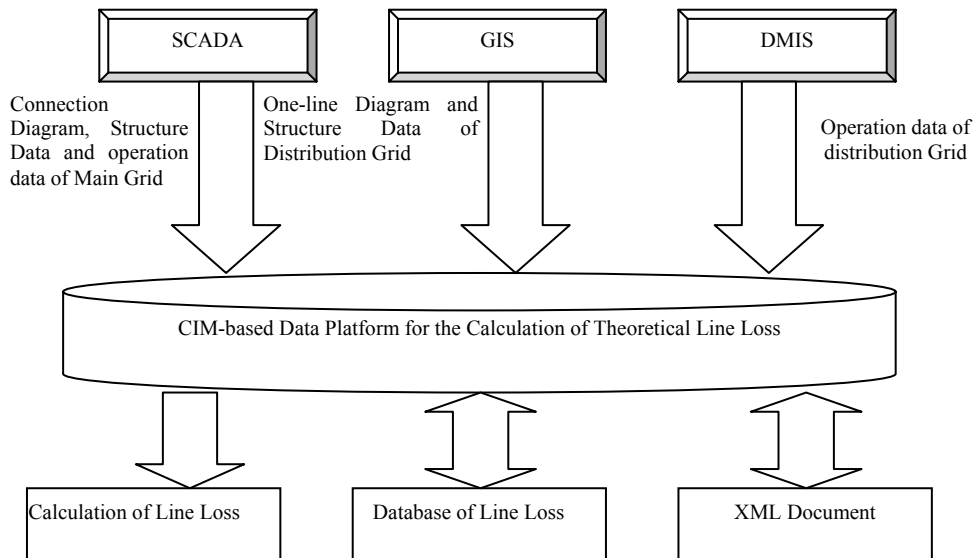 SCADA
GIS
DMIS
Connection
Diagram, Structure
Data and operation
data of Main Grid
One-line Diagram and
Structure Data of
Distribution Grid
Operation data of
distribution Grid
CIM-based Data Platform for the Calculation of Theoretical Line Loss
Calculation of Line Loss
Database of Line Loss
XML Document